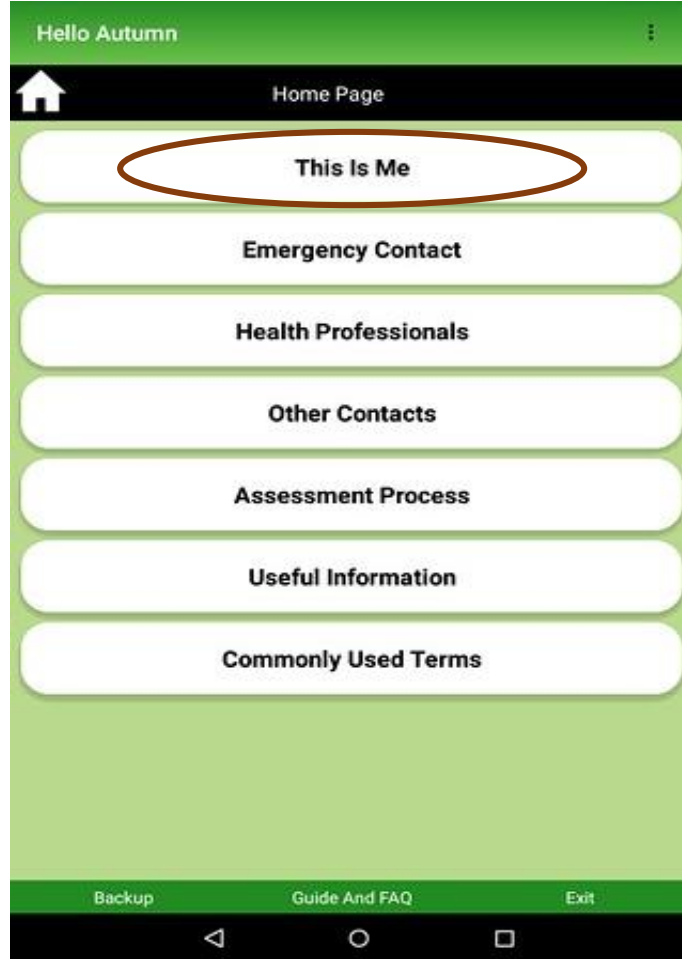 Hello Autumn
Home Page
This Is Me
Emergency Contact
Health Professionals
Other Contacts
Assessment Process
Useful Information
Commonly Used Terms
Backup Guide And FAQ Exit